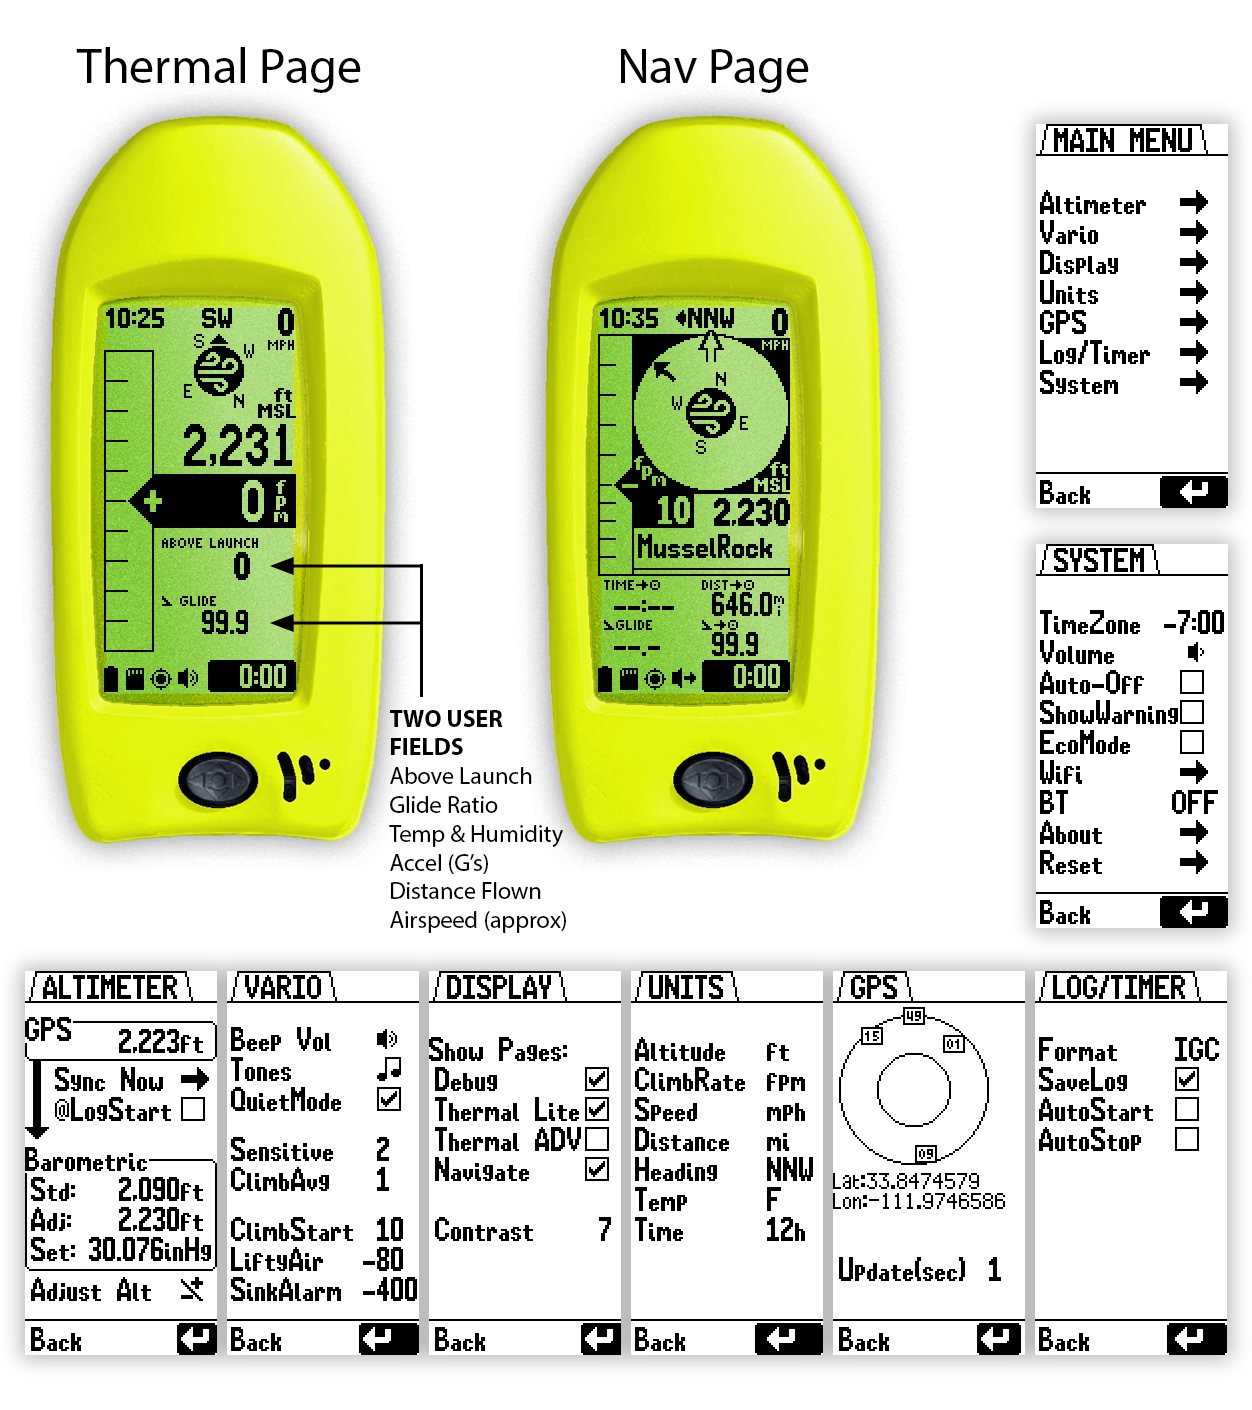 Thermal Page
10:25 SW 0
MPH
S
W
E
N
ft
MSL
2,231
+ 0 fpm
ABOVE LAUNCH
0
GLIDE
99.9
0:00
TWO USER
FIELDS
Above Launch
Glide Ratio
Temp & Humidity
Accel (G's)
Distance Flown
Airspeed (approx)
Nav Page
10:35 NNW 0
MPH
N
W
E
S
fpm
ft
MSL
- 10 2,230
MusselRock
TIME DIST
--:-- 646.0mi
GLIDE
--.- 99.9
0:00
MAIN MENU
Altimeter
Vario
Display
Units
GPS
Log/Timer
System
Back
SYSTEM
TimeZone -7:00
Volume
Auto-Off
ShowWarning
EcoMode
Wifi
BT OFF
About
Reset
Back
ALTIMETER
GPS
2,223ft
Sync Now
@LogStart
Barometric
Std: 2,090ft
Adj: 2,230ft
Set: 30.076inHg
Adjust Alt
Back
VARIO
Beep Vol
Tones
QuietMode
Sensitive 2
ClimbAvg 1
ClimbStart 10
LiftyAir -80
SinkAlarm -400
Back
DISPLAY
Show Pages:
Debug
Thermal Lite
Thermal ADV
Navigate
Contrast 7
Back
UNITS
Altitude ft
ClimbRate fpm
Speed mph
Distance mi
Heading NNW
Temp F
Time 12h
Back
GPS
49
15
01
09
Lat:33.8474579
Lon:-111.9746586
Update(sec) 1
Back
LOG/TIMER
Format IGC
SaveLog
AutoStart
AutoStop
Back